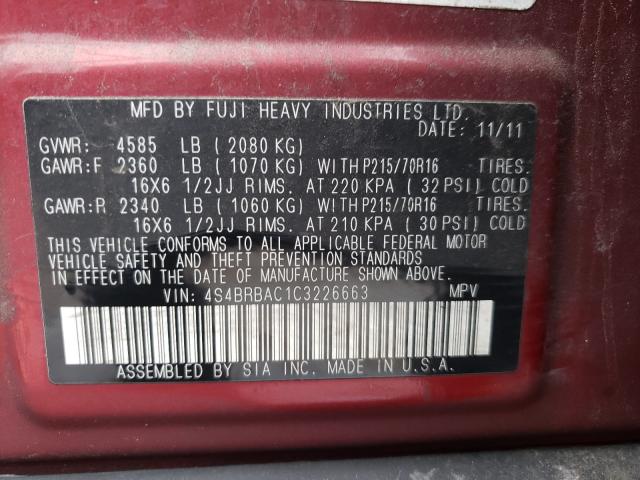 MFD BY FUJI HEAVY INDUSTRIES LTD.
DATE: 11/11
GVWR: 4585 LB ( 2080 KG)
GAWR:F 2360 LB ( 1070 KG) WITH P215/70R16 TIRES.
16X6 1/2JJ RIMS. AT 220 KPA ( 32 PSI) COLD
GAWR:R 2340 LB ( 1060 KG) WITH P215/70R16 TIRES.
16X6 1/2JJ RIMS. AT 210 KPA ( 30 PSI) COLD
THIS VEHICLE CONFORMS TO ALL APPLICABLE FEDERAL MOTOR
VEHICLE SAFETY AND THEFT PREVENTION STANDARDS
IN EFFECT ON THE DATE OF MANUFACTURE SHOWN ABOVE.
VIN: 4S4BRBAC1C3226663 MPV
ASSEMBLED BY SIA INC. MADE IN U.S.A.